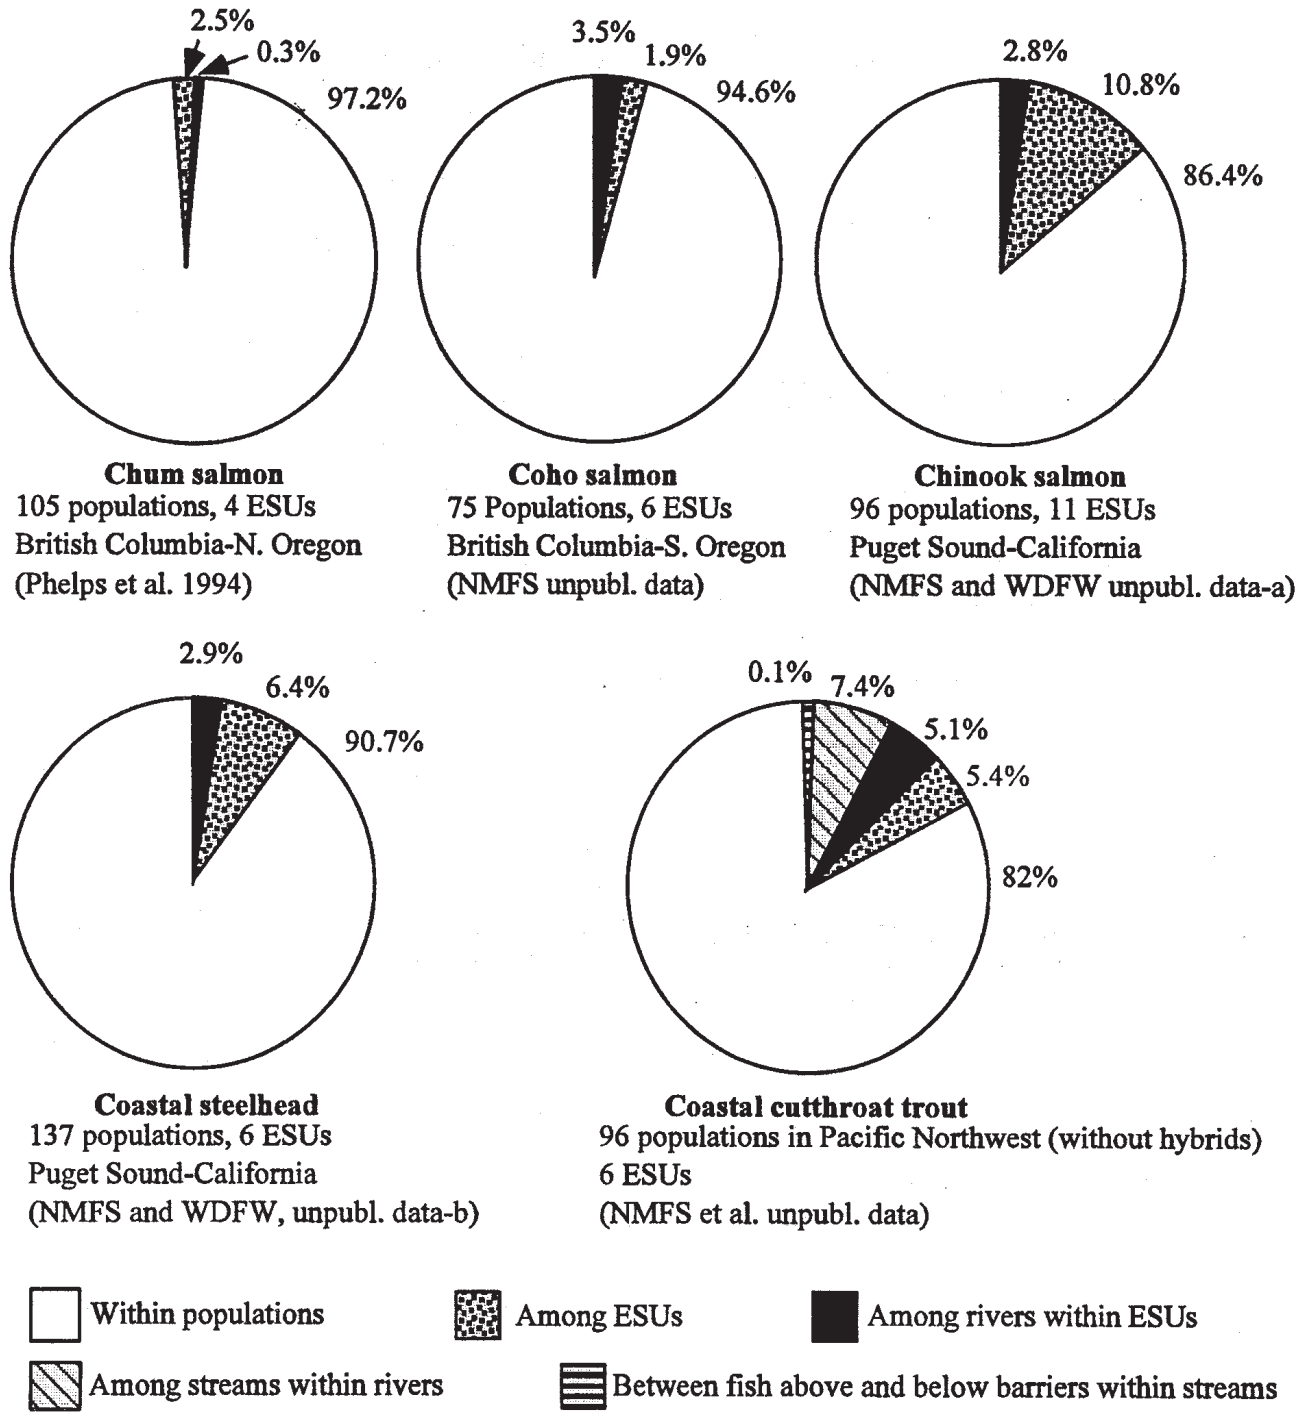 2.5%
0.3%
97.2%
3.5%
1.9%
94.6%
2.8%
10.8%
86.4%
Chum salmon
105 populations, 4 ESUs
British Columbia-N. Oregon
(Phelps et al. 1994)
Coho salmon
75 Populations, 6 ESUs
British Columbia-S. Oregon
(NMFS unpubl. data)
Chinook salmon
96 populations, 11 ESUs
Puget Sound-California
(NMFS and WDFW unpubl. data-a)
2.9%
6.4%
90.7%
0.1%
7.4%
5.1%
5.4%
82%
Coastal steelhead
137 populations, 6 ESUs
Puget Sound-California
(NMFS and WDFW, unpubl. data-b)
Coastal cutthroat trout
96 populations in Pacific Northwest (without hybrids)
6 ESUs
(NMFS et al. unpubl. data)
Within populations
Among ESUs
Among rivers within ESUs
Among streams within rivers
Between fish above and below barriers within streams